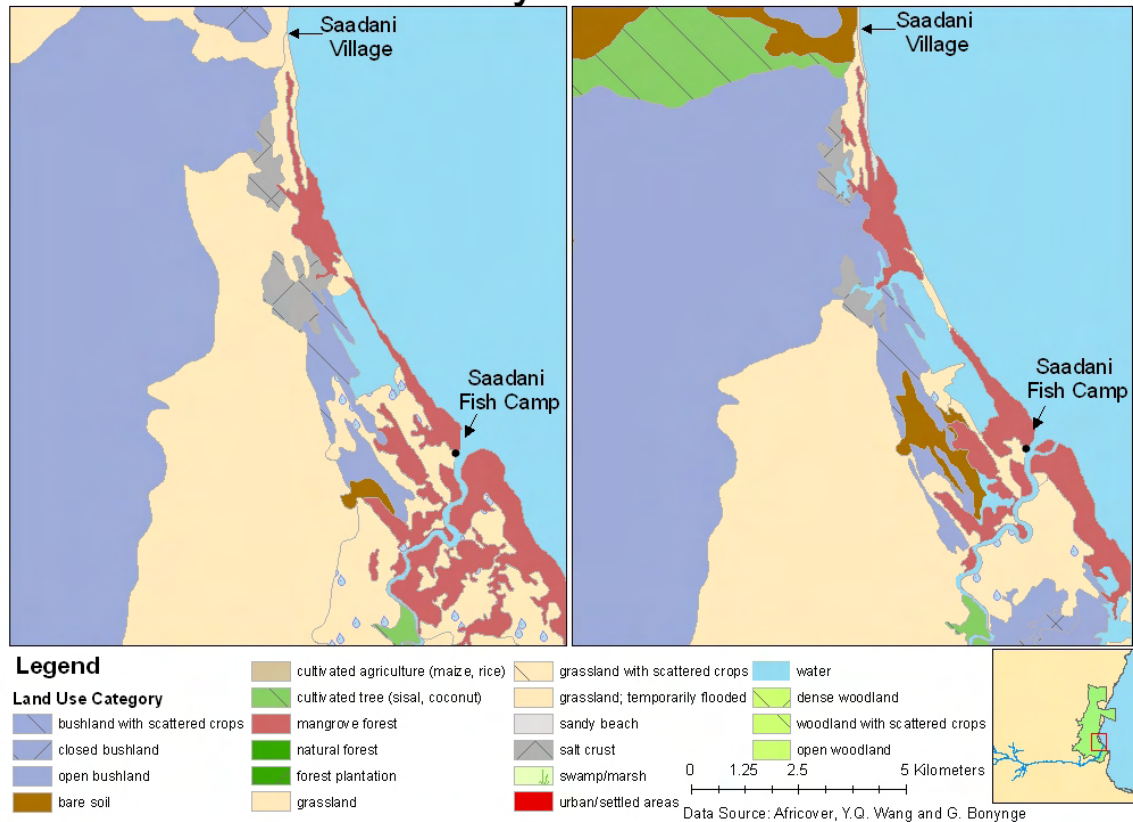 Saadani
Village
Saadani
Fish Camp
Saadani
Village
Saadani
Fish Camp
Legend
Land Use Category
bushland with scattered crops
closed bushland
open bushland
bare soil
cultivated agriculture (maize, rice)
cultivated tree (sisal, coconut)
mangrove forest
natural forest
forest plantation
grassland
grassland with scattered crops
grassland; temporarily flooded
sandy beach
salt crust
swamp/marsh
urban/settled areas
water
dense woodland
woodland with scattered crops
open woodland
0 1.25 2.5 5 Kilometers
Data Source: Africover, Y.Q. Wang and G. Bonynge